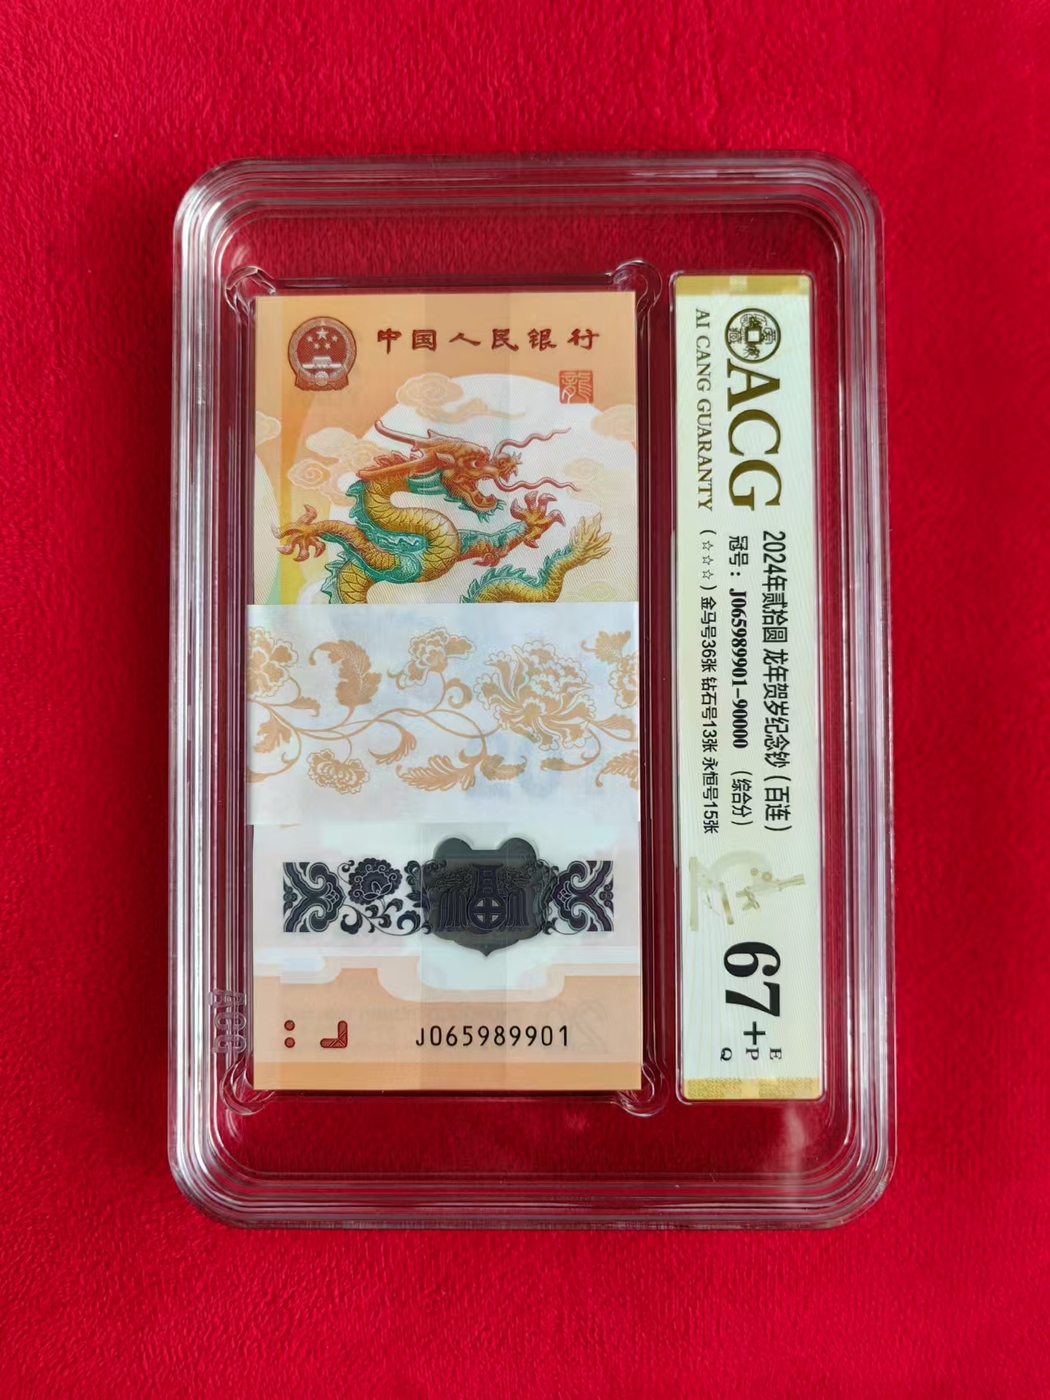 中国人民银行
龍
J065989901
ACG
AI CANG GUARANTY
2024年贰拾圆 龙年贺岁纪念钞（百连）
冠号：J065989901-90000 （综合分）
（☆☆☆）金马号36张 钻石号13张 永恒号15张
67+
E
P
Q
ACG